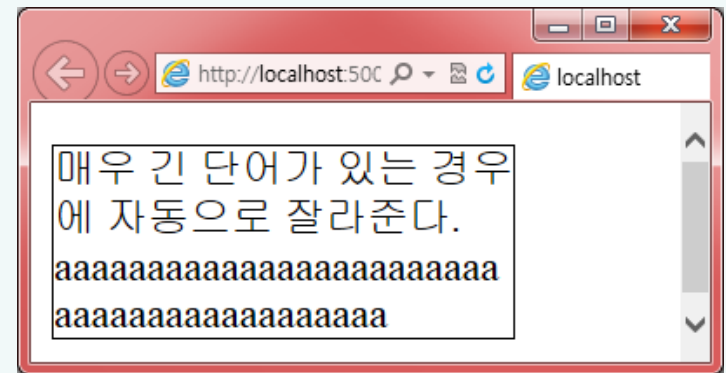 http://localhost:500
localhost
매우 긴 단어가 있는 경우
에 자동으로 잘라준다.
aaaaaaaaaaaaaaaaaaaaaaaa
aaaaaaaaaaaaaaaaaa